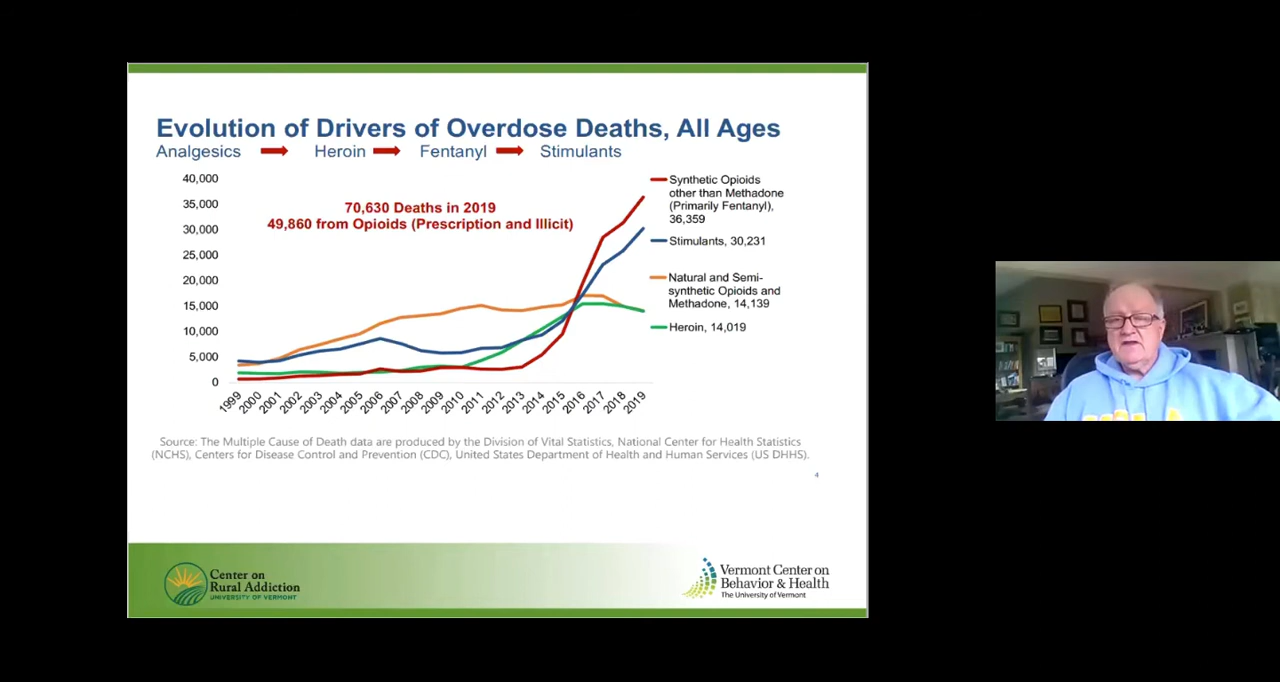 Evolution of Drivers of Overdose Deaths, All Ages
Analgesics Heroin Fentanyl Stimulants
40,000
35,000
30,000
25,000
20,000
15,000
10,000
5,000
0
70,630 Deaths in 2019
49,860 from Opioids (Prescription and Illicit)
1999 2000 2001 2002 2003 2004 2005 2006 2007 2008 2009 2010 2011 2012 2013 2014 2015 2016 2017 2018 2019
Synthetic Opioids
other than Methadone
(Primarily Fentanyl),
36,359
Stimulants, 30,231
Natural and Semi-
synthetic Opioids and
Methadone, 14,139
Heroin, 14,019
Source: The Multiple Cause of Death data are produced by the Division of Vital Statistics, National Center for Health Statistics
(NCHS), Centers for Disease Control and Prevention (CDC), United States Department of Health and Human Services (US DHHS).
4
Center on
Rural Addiction
UNIVERSITY OF VERMONT
Vermont Center on
Behavior & Health
The University of Vermont